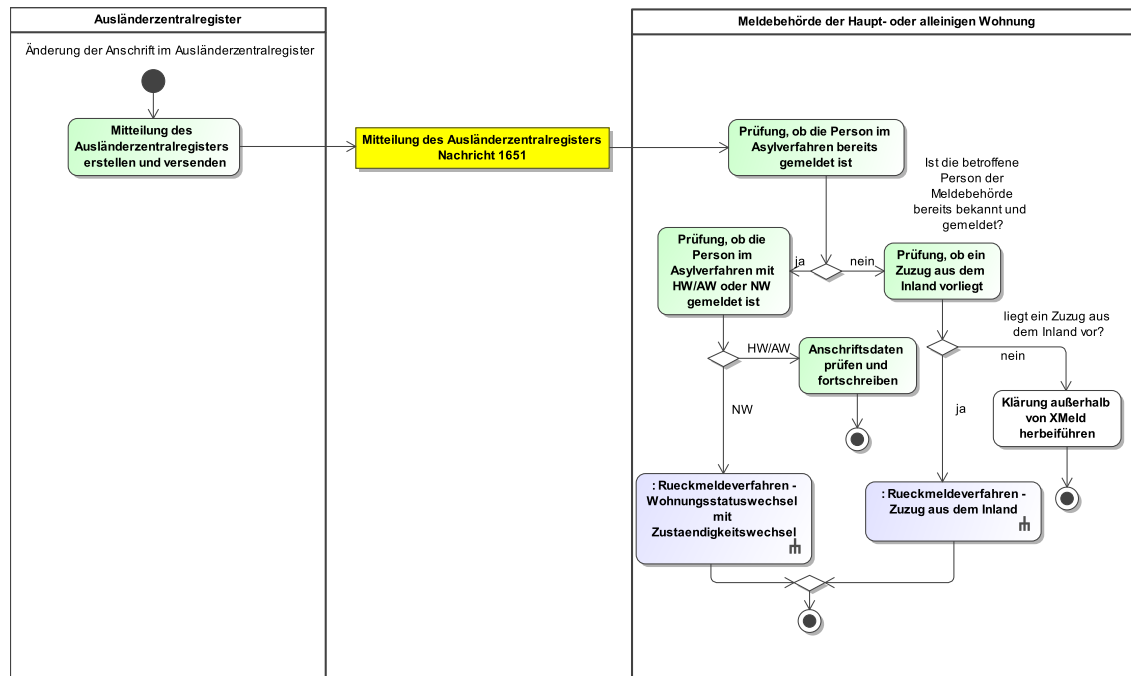 Ausländerzentralregister
Änderung der Anschrift im Ausländerzentralregister
Mitteilung des
Ausländerzentralregisters
erstellen und versenden
Mitteilung des Ausländerzentralregisters
Nachricht 1651
Meldebehörde der Haupt- oder alleinigen Wohnung
Prüfung, ob die Person im
Asylverfahren bereits
gemeldet ist
Ist die betroffene
Person der
Meldebehörde
bereits bekannt und
gemeldet?
ja
nein
Prüfung, ob die
Person im
Asylverfahren mit
HW/AW oder NW
gemeldet ist
Prüfung, ob ein
Zuzug aus dem
Inland vorliegt
HW/AW
Anschriftsdaten
prüfen und
fortschreiben
liegt ein Zuzug aus
dem Inland vor?
nein
NW
ja
Klärung außerhalb
von XMeld
herbeiführen
: Rueckmeldeverfahren -
Wohnungsstatuswechsel
mit
Zustaendigkeitswechsel
: Rueckmeldeverfahren -
Zuzug aus dem Inland